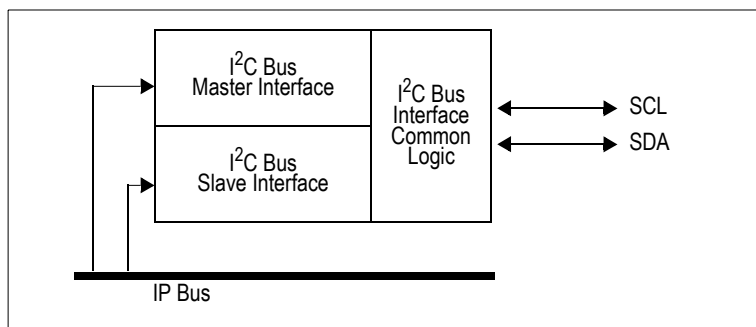 I²C Bus
Master Interface
I²C Bus
Slave Interface
I²C Bus
Interface
Common
Logic
SCL
SDA
IP Bus